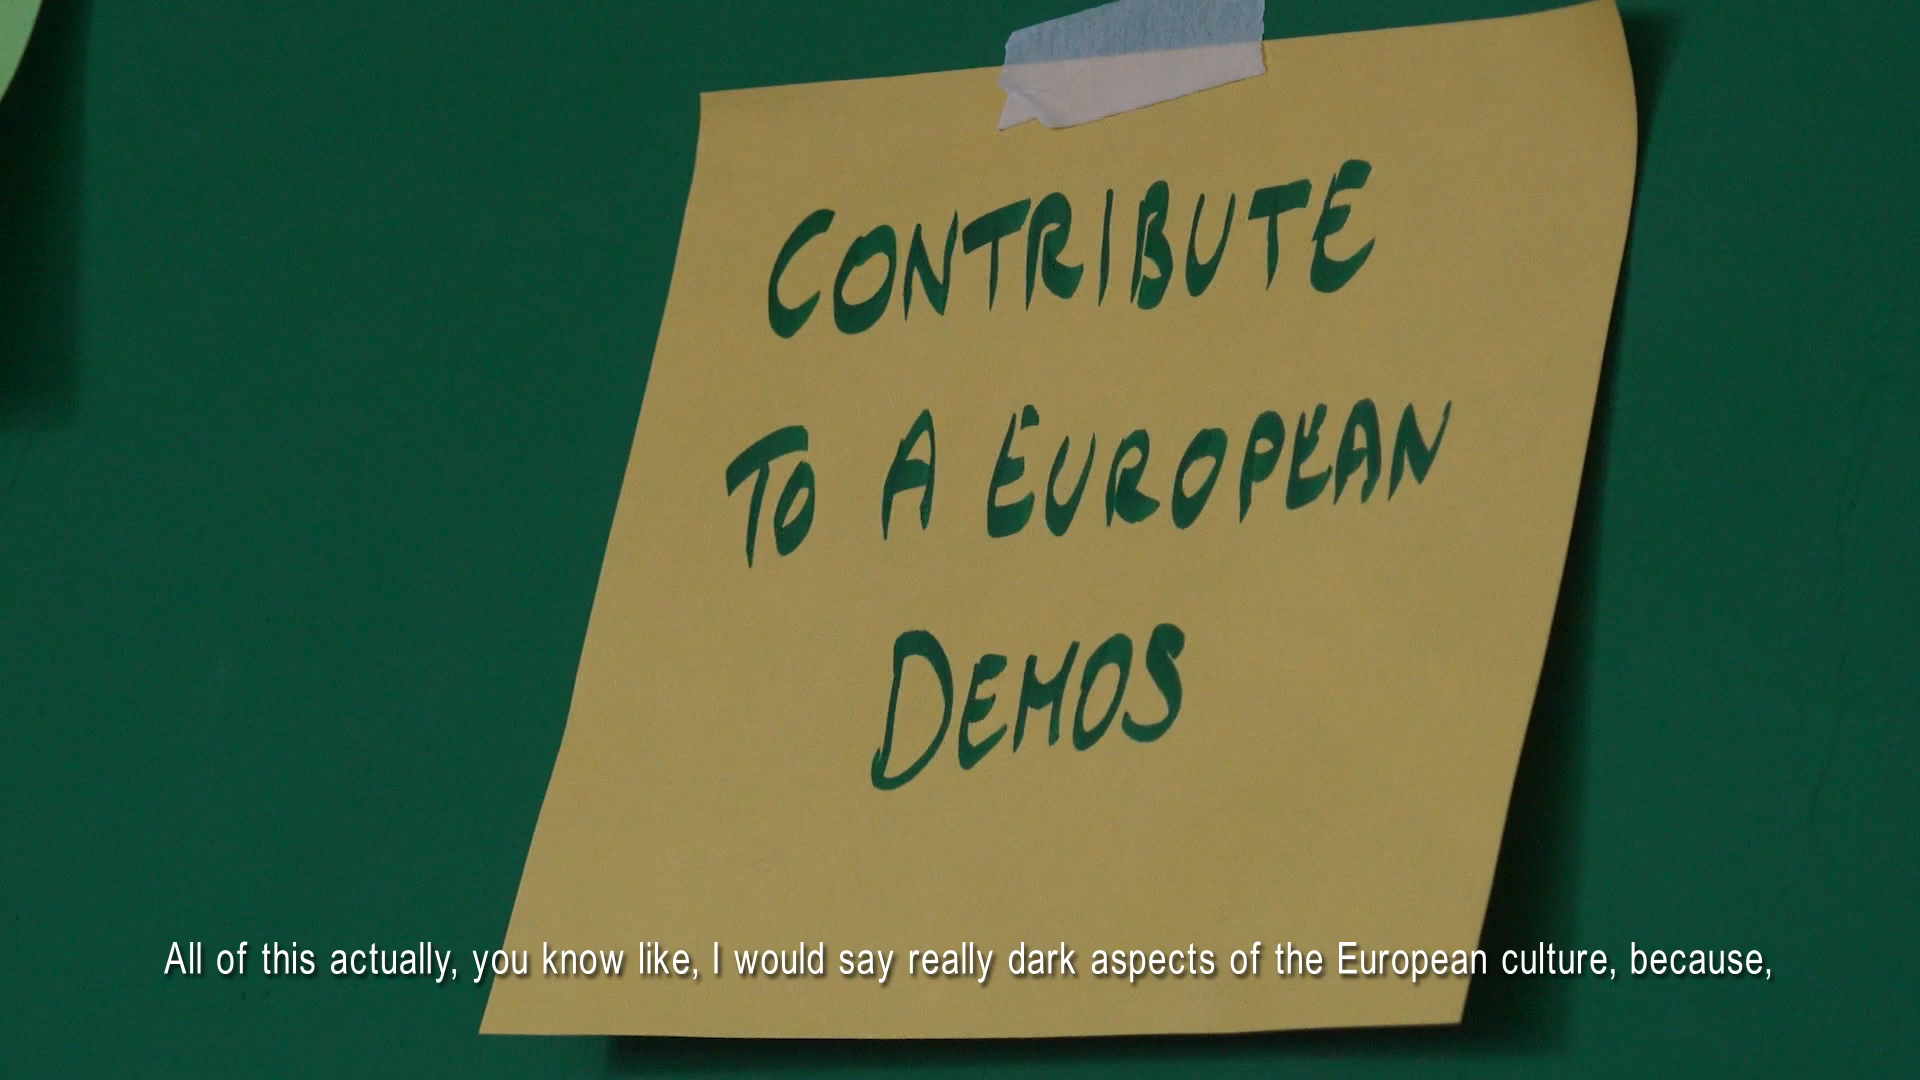 CONTRIBUTE
TO A EUROPEAN
DEMOS
All of this actually, you know like, I would say really dark aspects of the European culture, because,